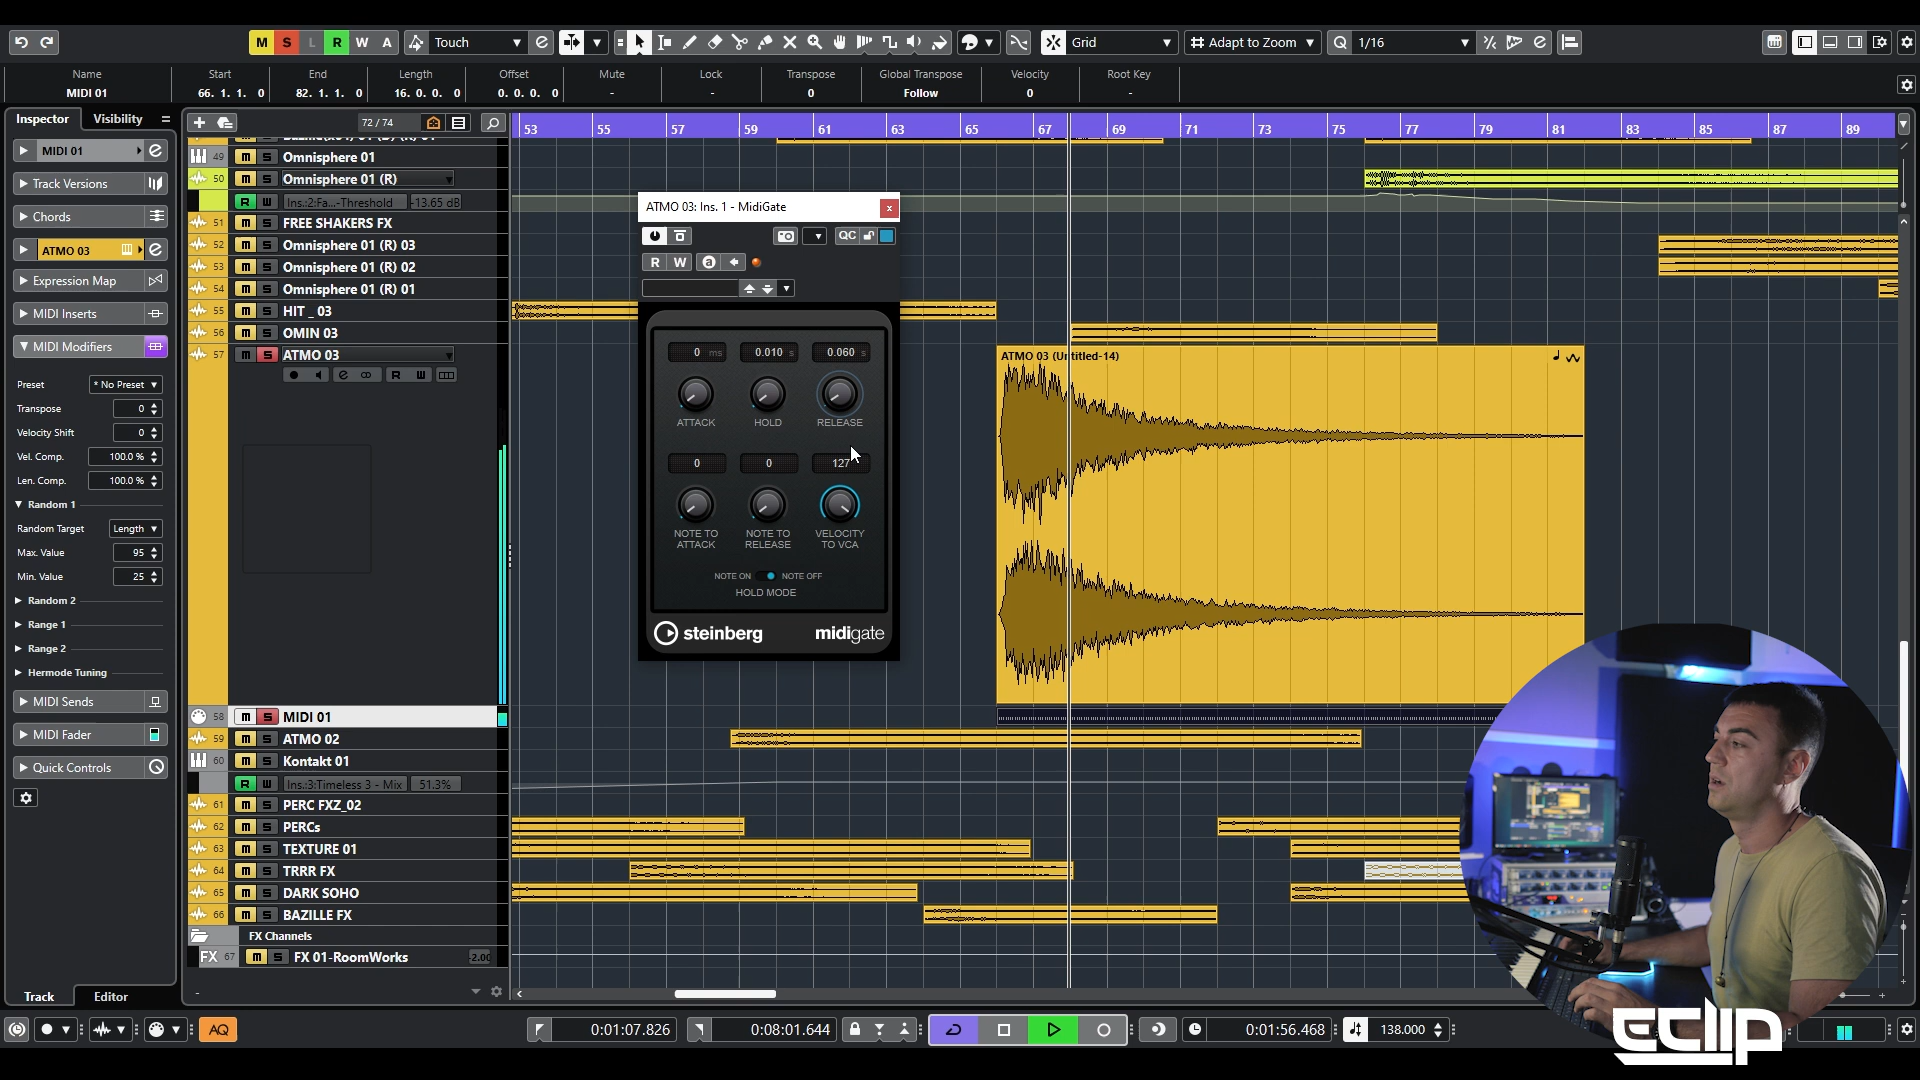 M S L R W A Touch Grid Adapt to Zoom Q 1/16
Name Start End Length Offset Mute Lock Transpose Global Transpose Velocity Root Key
MIDI 01 66. 1. 1. 0 82. 1. 1. 0 16. 0. 0. 0 0. 0. 0. 0 - - 0 Follow 0 -
Inspector Visibility
MIDI 01
Track Versions
Chords
ATMO 03
Expression Map
MIDI Inserts
MIDI Modifiers
Preset * No Preset
Transpose 0
Velocity Shift 0
Vel. Comp. 100.0 %
Len. Comp. 100.0 %
Random 1
Random Target Length
Max. Value 95
Min. Value 25
Random 2
Range 1
Range 2
Hermode Tuning
MIDI Sends
MIDI Fader
Quick Controls
Track Editor
72 / 74
53 55 57 59 61 63 65 67 69 71 73 75 77 79 81 83 85 87 89
49 m s Omnisphere 01
50 m s Omnisphere 01 (R)
R W Ins.:2:Fa...-Threshold -13.65 dB
51 m s FREE SHAKERS FX
52 m s Omnisphere 01 (R) 03
53 m s Omnisphere 01 (R) 02
54 m s Omnisphere 01 (R) 01
55 m s HIT _ 03
56 m s OMIN 03
57 m s ATMO 03
R W
58 m s MIDI 01
59 m s ATMO 02
60 m s Kontakt 01
R W Ins.:3:Timeless 3 - Mix 51.3%
61 m s PERC FXZ_02
62 m s PERCs
63 m s TEXTURE 01
64 m s TRRR FX
65 m s DARK SOHO
66 m s BAZILLE FX
FX Channels
FX 67 m s FX 01-RoomWorks -2.00
ATMO 03: Ins. 1 - MidiGate x
QC
R W a
0 ms 0.010 s 0.060 s
ATTACK HOLD RELEASE
0 0 127
NOTE TO ATTACK NOTE TO RELEASE VELOCITY TO VCA
NOTE ON NOTE OFF
HOLD MODE
steinberg midigate
ATMO 03 (Untitled-14)
AQ 0:01:07.826 0:08:01.644 0:01:56.468 138.000
ECLIP